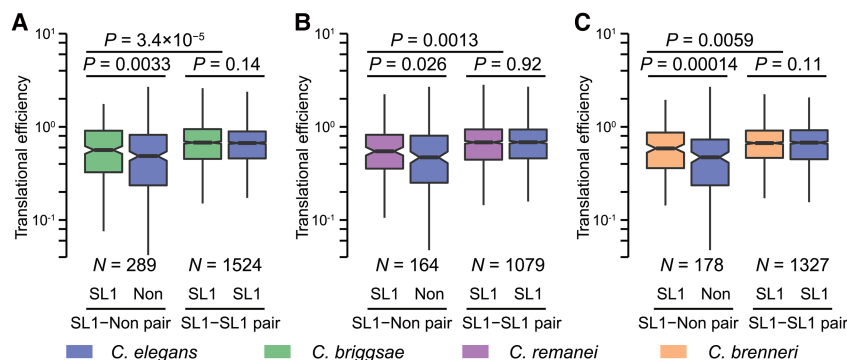 A
Translational efficiency
10¹
10⁰
10⁻¹
P = 3.4×10⁻⁵
P = 0.0033 P = 0.14
N = 289 N = 1524
SL1 Non SL1 SL1
SL1−Non pair SL1−SL1 pair
B
Translational efficiency
10¹
10⁰
10⁻¹
P = 0.0013
P = 0.026 P = 0.92
N = 164 N = 1079
SL1 Non SL1 SL1
SL1−Non pair SL1−SL1 pair
C
Translational efficiency
10¹
10⁰
10⁻¹
P = 0.0059
P = 0.00014 P = 0.11
N = 178 N = 1327
SL1 Non SL1 SL1
SL1−Non pair SL1−SL1 pair
C. elegans C. briggsae C. remanei C. brenneri